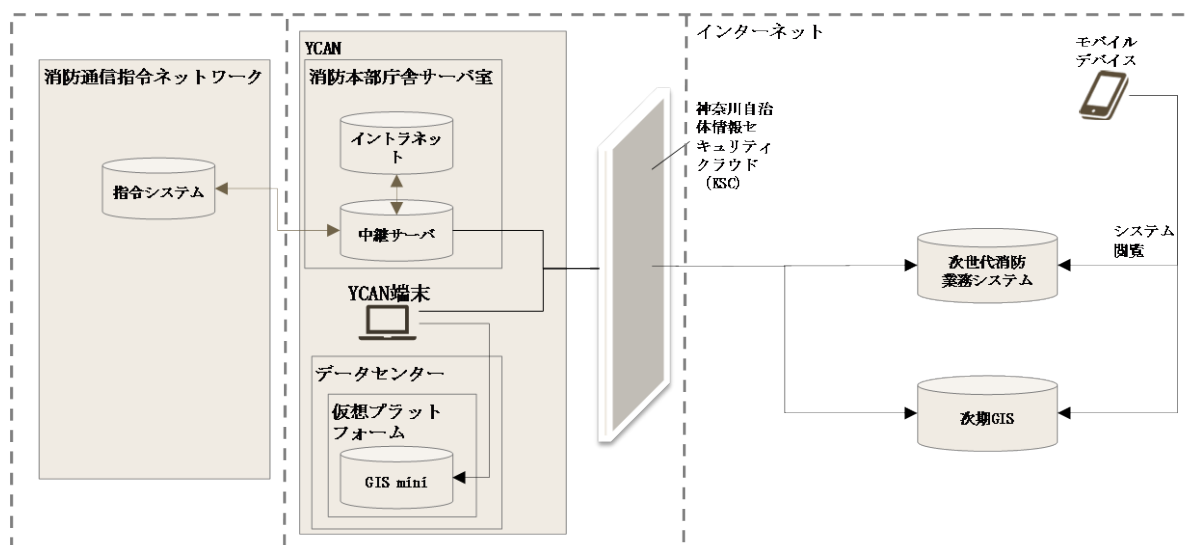 消防通信指令ネットワーク
指令システム
YCAN
消防本部庁舎サーバ室
イントラネッ
ト
中継サーバ
YCAN端末
データセンター
仮想プラット
フォーム
GIS mini
インターネット
神奈川自治
体情報セ
キュリティ
クラウド
（KSC）
モバイル
デバイス
システム
閲覧
次世代消防
業務システム
次期GIS